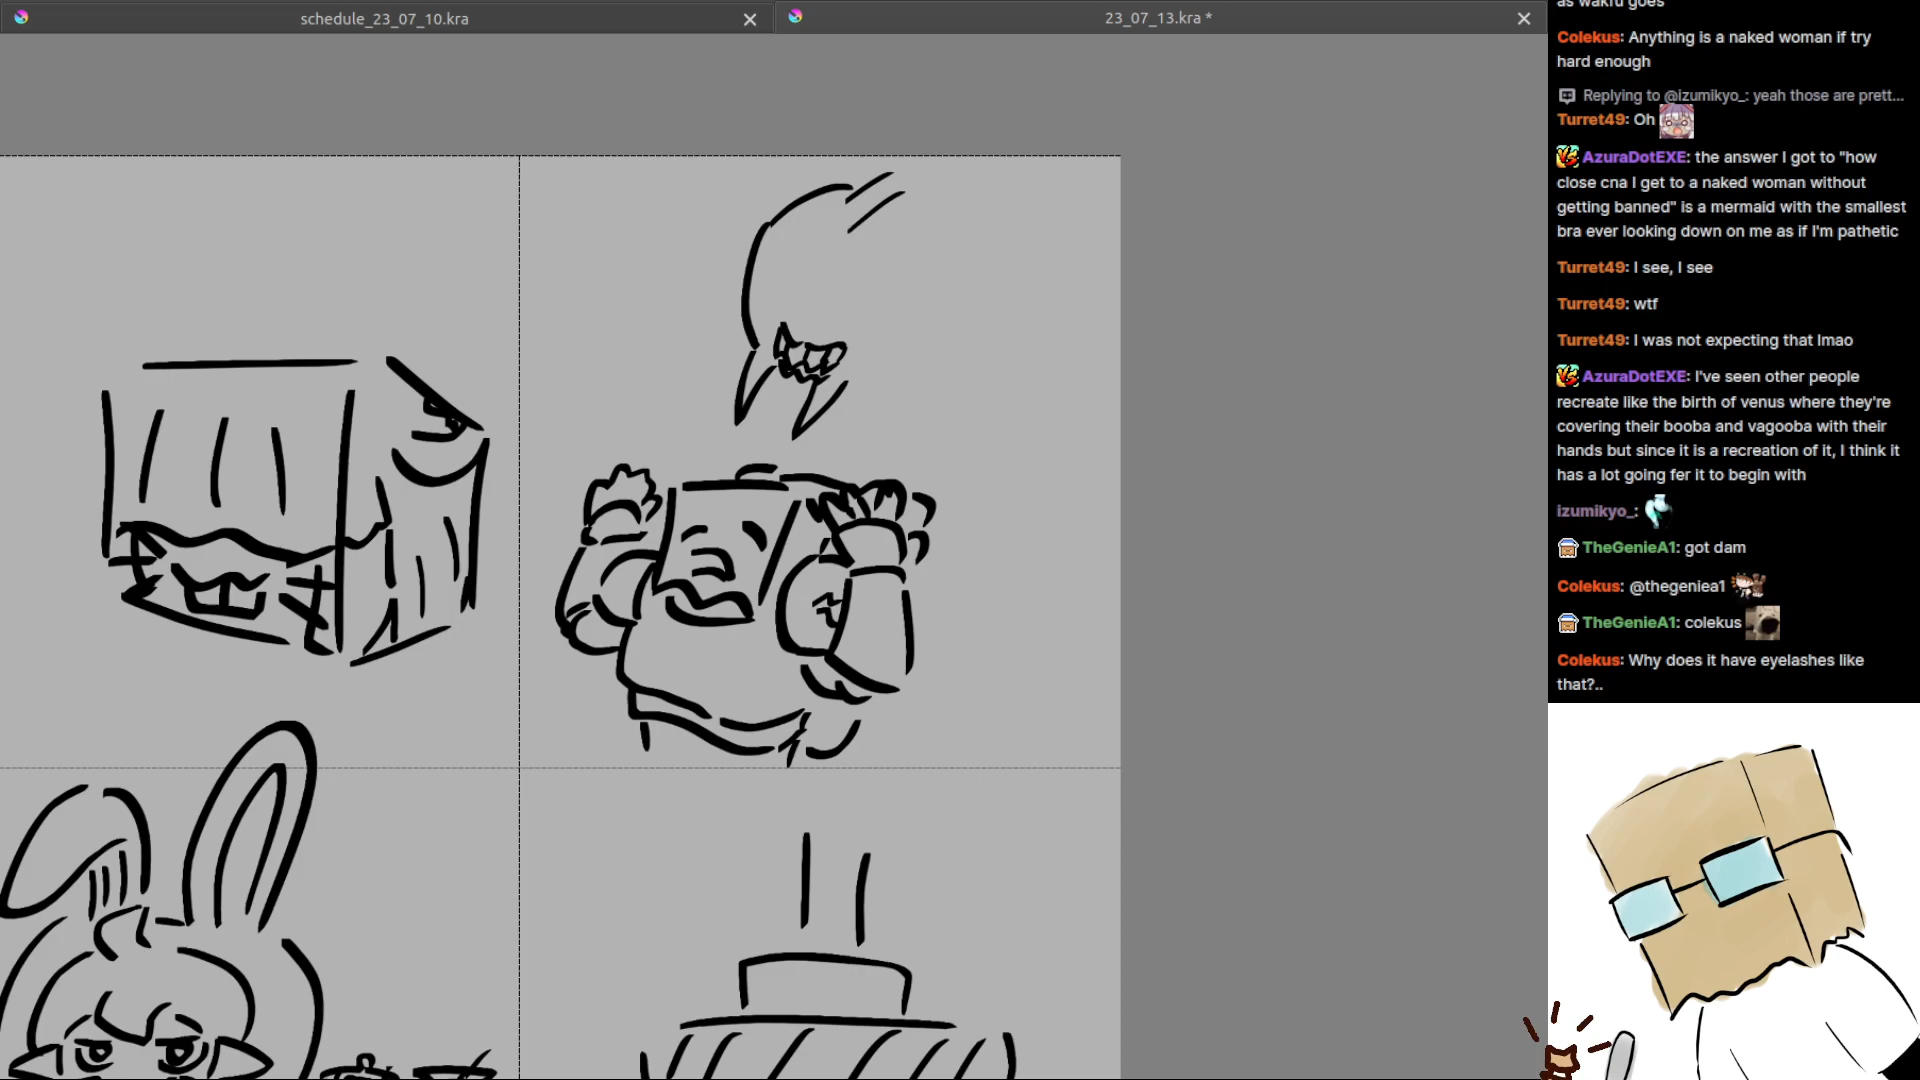 schedule_23_07_10.kra
23_07_13.kra *
as wakfu goes
Colekus: Anything is a naked woman if try
hard enough
Replying to @izumikyo_: yeah those are prett...
Turret49: Oh
AzuraDotEXE: the answer I got to "how
close cna I get to a naked woman without
getting banned" is a mermaid with the smallest
bra ever looking down on me as if I'm pathetic
Turret49: I see, I see
Turret49: wtf
Turret49: I was not expecting that lmao
AzuraDotEXE: I've seen other people
recreate like the birth of venus where they're
covering their booba and vagooba with their
hands but since it is a recreation of it, I think it
has a lot going fer it to begin with
izumikyo_:
TheGenieA1: got dam
Colekus: @thegeniea1
TheGenieA1: colekus
Colekus: Why does it have eyelashes like
that?..